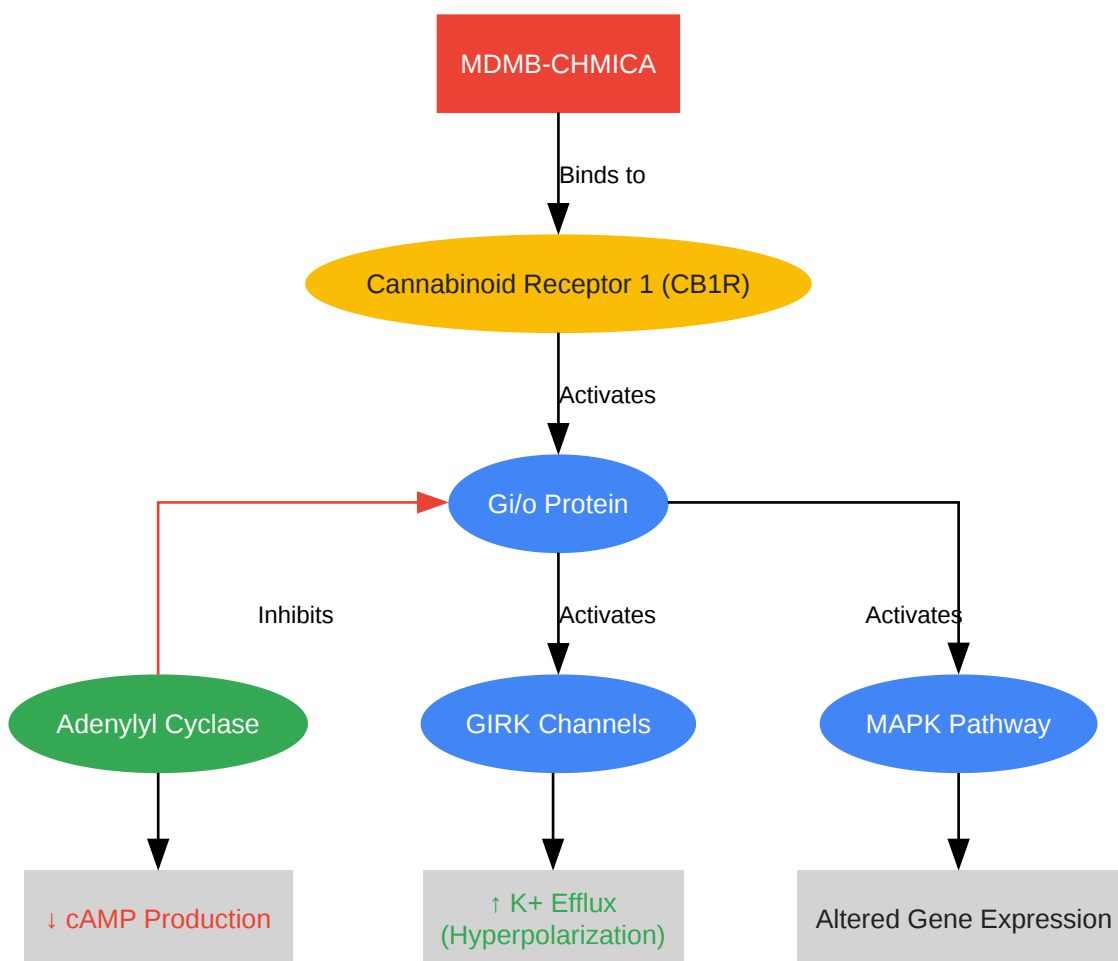 MDMB-CHMICA
Binds to
Cannabinoid Receptor 1 (CB1R)
Activates
Gi/o Protein
Inhibits
Activates
Activates
Adenylyl Cyclase
GIRK Channels
MAPK Pathway
↓ cAMP Production
↑ K+ Efflux
(Hyperpolarization)
Altered Gene Expression